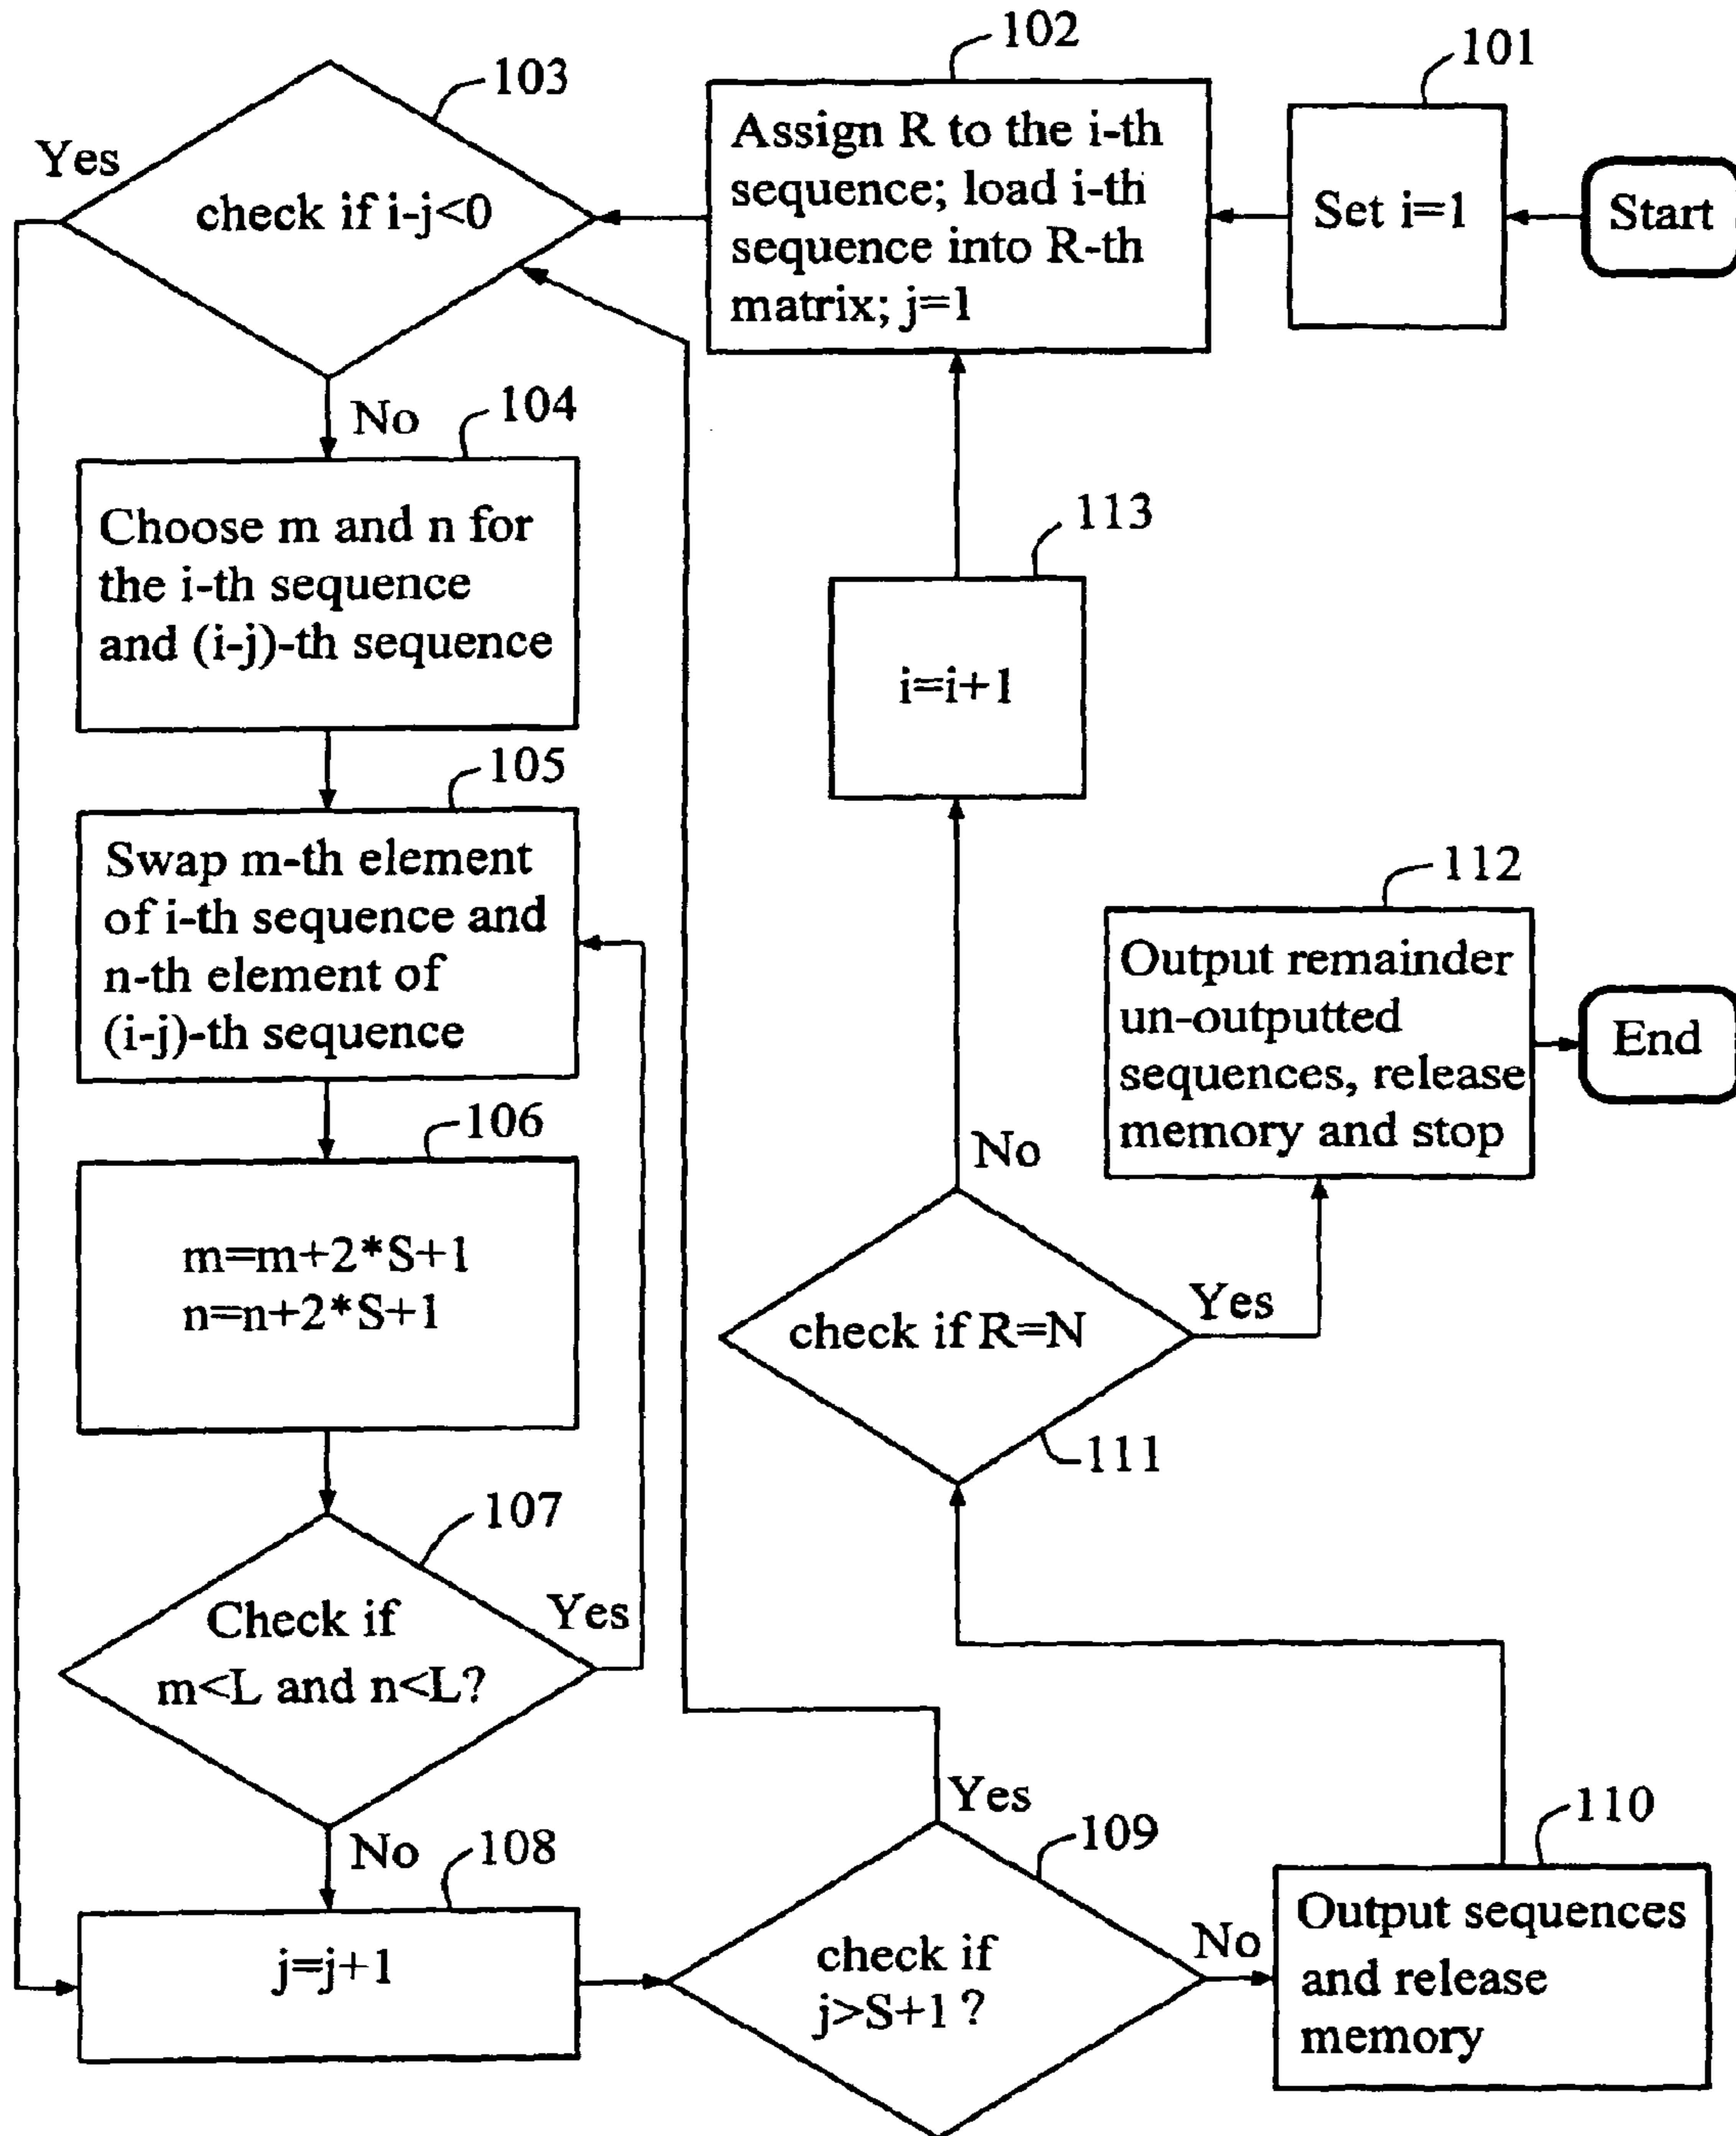 Start
101
Set i=1
102
Assign R to the i-th
sequence; load i-th
sequence into R-th
matrix; j=1
103
check if i-j<0
Yes
No
104
Choose m and n for
the i-th sequence
and (i-j)-th sequence
105
Swap m-th element
of i-th sequence and
n-th element of
(i-j)-th sequence
106
m=m+2*S+1
n=n+2*S+1
107
Check if
m<L and n<L?
Yes
No
108
j=j+1
109
check if
j>S+1 ?
Yes
No
110
Output sequences
and release
memory
111
check if R=N
Yes
No
112
Output remainder
un-outputted
sequences, release
memory and stop
End
113
i=i+1